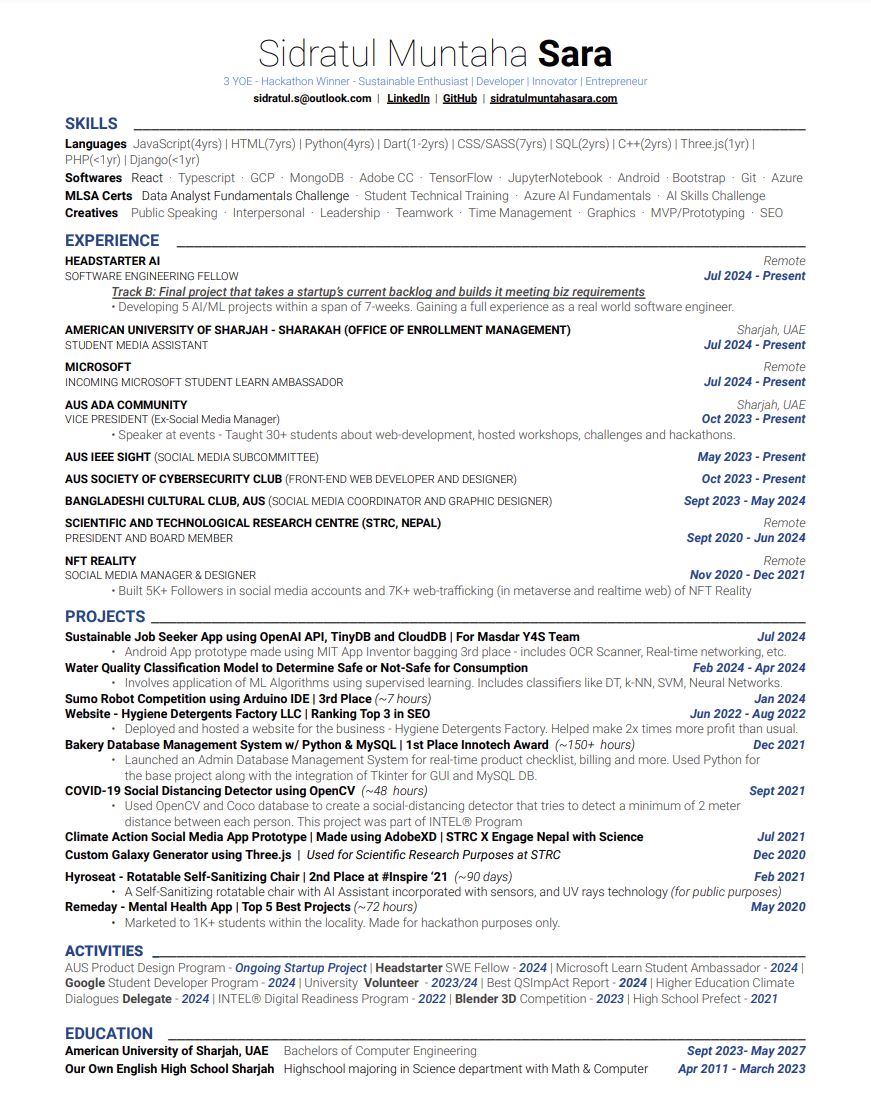 Sidratul Muntaha Sara
3 YOE - Hackathon Winner - Sustainable Enthusiast | Developer | Innovator | Entrepreneur
sidratul.s@outlook.com | LinkedIn | GitHub | sidratulmuntahasara.com
SKILLS
Languages JavaScript(4yrs) | HTML(7yrs) | Python(4yrs) | Dart(1-2yrs) | CSS/SASS(7yrs) | SQL(2yrs) | C++(2yrs) | Three.js(1yr) |
PHP(<1yr) | Django(<1yr)
Softwares React · Typescript · GCP · MongoDB · Adobe CC · TensorFlow · JupyterNotebook · Android · Bootstrap · Git · Azure
MLSA Certs Data Analyst Fundamentals Challenge · Student Technical Training · Azure AI Fundamentals · AI Skills Challenge
Creatives Public Speaking · Interpersonal · Leadership · Teamwork · Time Management · Graphics · MVP/Prototyping · SEO
EXPERIENCE
HEADSTARTER AI Remote
SOFTWARE ENGINEERING FELLOW Jul 2024 - Present
Track B: Final project that takes a startup's current backlog and builds it meeting biz requirements
• Developing 5 AI/ML projects within a span of 7-weeks. Gaining a full experience as a real world software engineer.
AMERICAN UNIVERSITY OF SHARJAH - SHARAKAH (OFFICE OF ENROLLMENT MANAGEMENT) Sharjah, UAE
STUDENT MEDIA ASSISTANT Jul 2024 - Present
MICROSOFT Remote
INCOMING MICROSOFT STUDENT LEARN AMBASSADOR Jul 2024 - Present
AUS ADA COMMUNITY Sharjah, UAE
VICE PRESIDENT (Ex-Social Media Manager) Oct 2023 - Present
• Speaker at events - Taught 30+ students about web-development, hosted workshops, challenges and hackathons.
AUS IEEE SIGHT (SOCIAL MEDIA SUBCOMMITTEE) May 2023 - Present
AUS SOCIETY OF CYBERSECURITY CLUB (FRONT-END WEB DEVELOPER AND DESIGNER) Oct 2023 - Present
BANGLADESHI CULTURAL CLUB, AUS (SOCIAL MEDIA COORDINATOR AND GRAPHIC DESIGNER) Sept 2023 - May 2024
SCIENTIFIC AND TECHNOLOGICAL RESEARCH CENTRE (STRC, NEPAL) Remote
PRESIDENT AND BOARD MEMBER Sept 2020 - Jun 2024
NFT REALITY Remote
SOCIAL MEDIA MANAGER & DESIGNER Nov 2020 - Dec 2021
• Built 5K+ Followers in social media accounts and 7K+ web-trafficking (in metaverse and realtime web) of NFT Reality
PROJECTS
Sustainable Job Seeker App using OpenAI API, TinyDB and CloudDB | For Masdar Y4S Team Jul 2024
• Android App prototype made using MIT App Inventor bagging 3rd place - includes OCR Scanner, Real-time networking, etc.
Water Quality Classification Model to Determine Safe or Not-Safe for Consumption Feb 2024 - Apr 2024
• Involves application of ML Algorithms using supervised learning. Includes classifiers like DT, k-NN, SVM, Neural Networks.
Sumo Robot Competition using Arduino IDE | 3rd Place (~7 hours) Jan 2024
Website - Hygiene Detergents Factory LLC | Ranking Top 3 in SEO Jun 2022 - Aug 2022
• Deployed and hosted a website for the business - Hygiene Detergents Factory. Helped make 2x times more profit than usual.
Bakery Database Management System w/ Python & MySQL | 1st Place Innotech Award (~150+ hours) Dec 2021
• Launched an Admin Database Management System for real-time product checklist, billing and more. Used Python for
the base project along with the integration of Tkinter for GUI and MySQL DB.
COVID-19 Social Distancing Detector using OpenCV (~48 hours) Sept 2021
• Used OpenCV and Coco database to create a social-distancing detector that tries to detect a minimum of 2 meter
distance between each person. This project was part of INTEL® Program
Climate Action Social Media App Prototype | Made using AdobeXD | STRC X Engage Nepal with Science Jul 2021
Custom Galaxy Generator using Three.js | Used for Scientific Research Purposes at STRC Dec 2020
Hyroseat - Rotatable Self-Sanitizing Chair | 2nd Place at #Inspire '21 (~90 days) Feb 2021
• A Self-Sanitizing rotatable chair with AI Assistant incorporated with sensors, and UV rays technology (for public purposes)
Remeday - Mental Health App | Top 5 Best Projects (~72 hours) May 2020
• Marketed to 1K+ students within the locality. Made for hackathon purposes only.
ACTIVITIES
AUS Product Design Program - Ongoing Startup Project | Headstarter SWE Fellow - 2024 | Microsoft Learn Student Ambassador - 2024 |
Google Student Developer Program - 2024 | University Volunteer - 2023/24 | Best QSImpAct Report - 2024 | Higher Education Climate
Dialogues Delegate - 2024 | INTEL® Digital Readiness Program - 2022 | Blender 3D Competition - 2023 | High School Prefect - 2021
EDUCATION
American University of Sharjah, UAE Bachelors of Computer Engineering Sept 2023- May 2027
Our Own English High School Sharjah Highschool majoring in Science department with Math & Computer Apr 2011 - March 2023